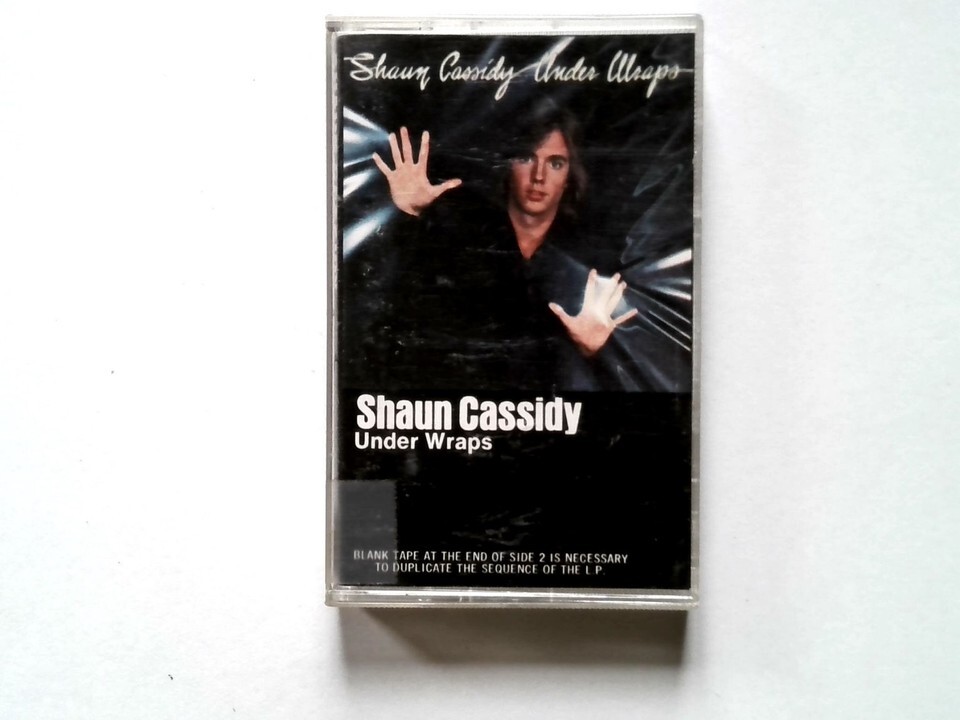 Shaun Cassidy Under Wraps
Shaun Cassidy
Under Wraps
BLANK TAPE AT THE END OF SIDE 2 IS NECESSARY
TO DUPLICATE THE SEQUENCE OF THE L.P.